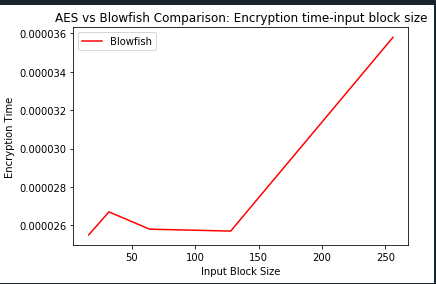 AES vs Blowfish Comparison: Encryption time-input block size
Blowfish
0.000036
0.000034
0.000032
0.000030
0.000028
0.000026
Encryption Time
50
100
150
200
250
Input Block Size